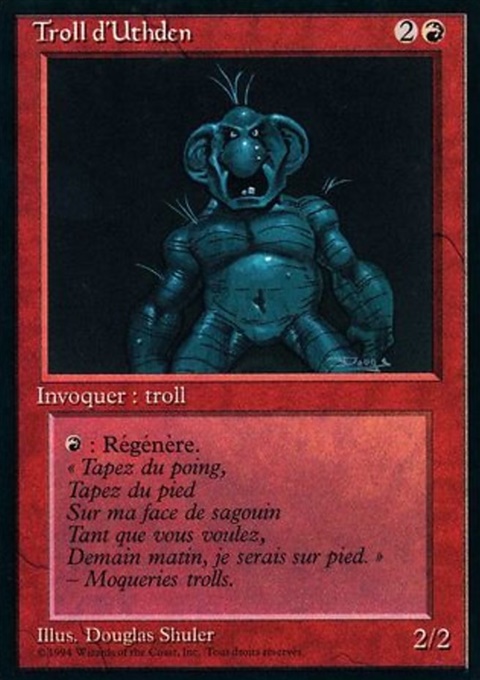 Troll d'Uthden 2
Doug S
Invoquer : troll
: Régénère.
« Tapez du poing,
Tapez du pied
Sur ma face de sagouin
Tant que vous voulez,
Demain matin, je serais sur pied. »
– Moqueries trolls.
Illus. Douglas Shuler
2/2
©1994 Wizards of the Coast, Inc. Tous droits réservés.